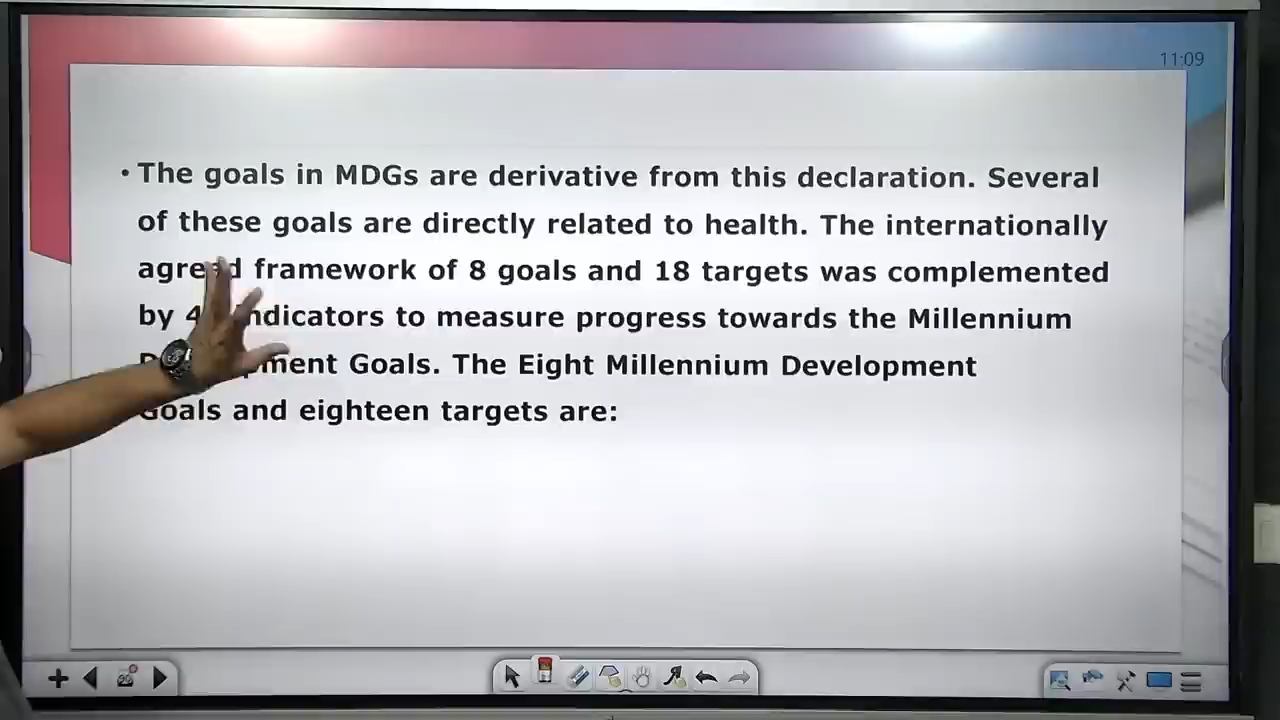 11:09
• The goals in MDGs are derivative from this declaration. Several
of these goals are directly related to health. The internationally
agreed framework of 8 goals and 18 targets was complemented
by indicators to measure progress towards the Millennium
Goals. The Eight Millennium Development
Goals and eighteen targets are: